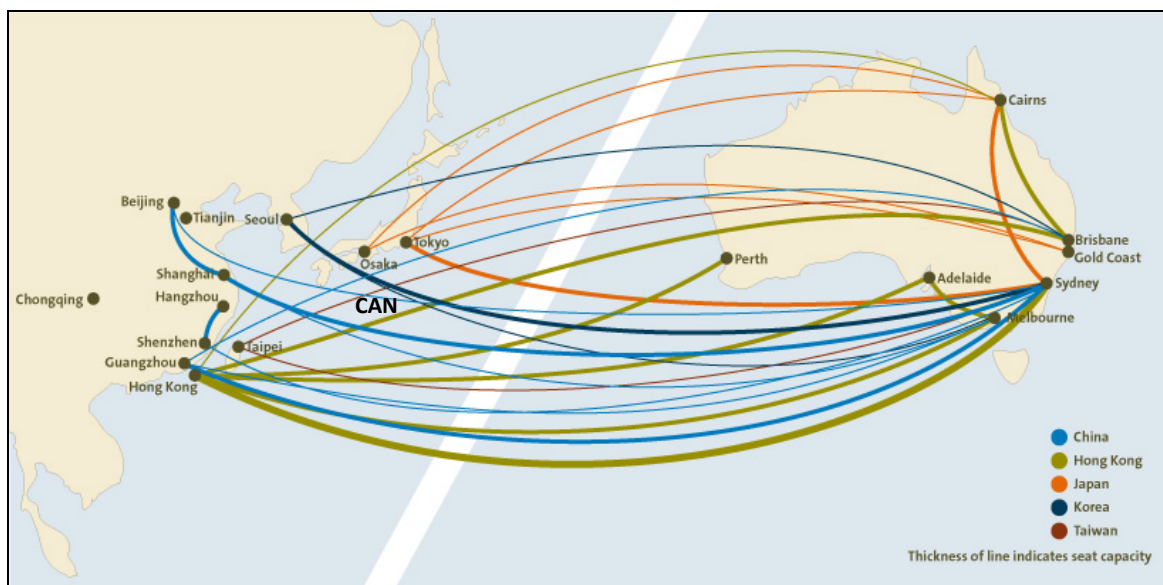 Cairns
Beijing
Tianjin
Seoul
Tokyo
Osaka
Brisbane
Gold Coast
Perth
Shanghai
Adelaide
Sydney
Hangzhou
Chongqing
CAN
Melbourne
Shenzhen
Taipei
Guangzhou
Hong Kong
China
Hong Kong
Japan
Korea
Taiwan
Thickness of line indicates seat capacity